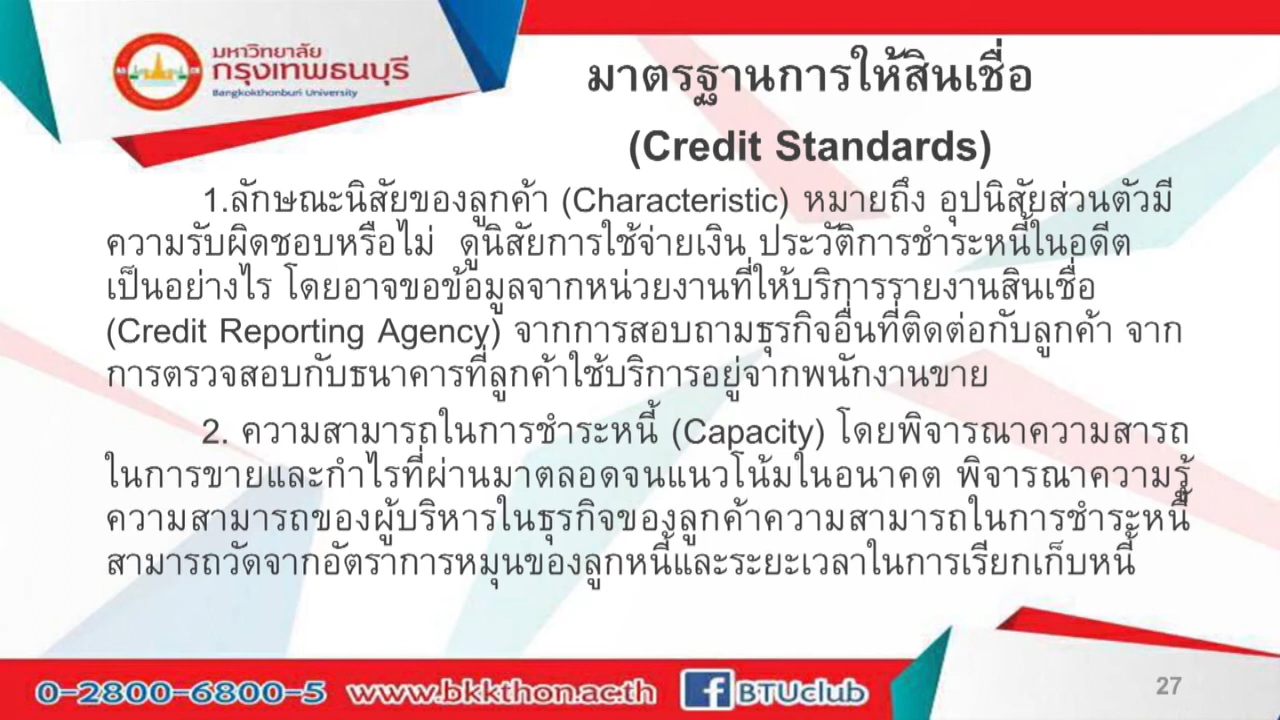 มหาวิทยาลัย
กรุงเทพธนบุรี
Bangkokthonburi University
มาตรฐานการให้สินเชื่อ
(Credit Standards)
1.ลักษณะนิสัยของลูกค้า (Characteristic) หมายถึง อุปนิสัยส่วนตัวมี
ความรับผิดชอบหรือไม่ ดูนิสัยการใช้จ่ายเงิน ประวัติการชำระหนี้ในอดีต
เป็นอย่างไร โดยอาจขอข้อมูลจากหน่วยงานที่ให้บริการรายงานสินเชื่อ
(Credit Reporting Agency) จากการสอบถามธุรกิจอื่นที่ติดต่อกับลูกค้า จาก
การตรวจสอบกับธนาคารที่ลูกค้าใช้บริการอยู่จากพนักงานขาย
2. ความสามารถในการชำระหนี้ (Capacity) โดยพิจารณาความสารถ
ในการขายและกำไรที่ผ่านมาตลอดจนแนวโน้มในอนาคต พิจารณาความรู้
ความสามารถของผู้บริหารในธุรกิจของลูกค้าความสามารถในการชำระหนี้
สามารถวัดจากอัตราการหมุนของลูกหนี้และระยะเวลาในการเรียกเก็บหนี้
0-2800-6800-5 www.bkkthon.ac.th f BTUclub
27